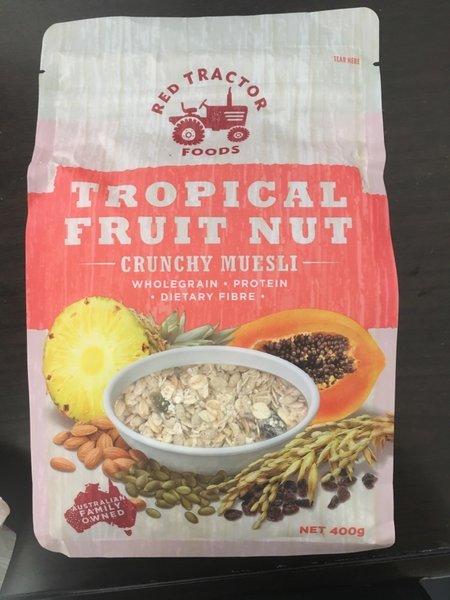 TEAR HERE
RED TRACTOR
FOODS
TROPICAL
FRUIT NUT
CRUNCHY MUESLI
WHOLEGRAIN • PROTEIN
• DIETARY FIBRE •
AUSTRALIAN
FAMILY
OWNED
NET 400g